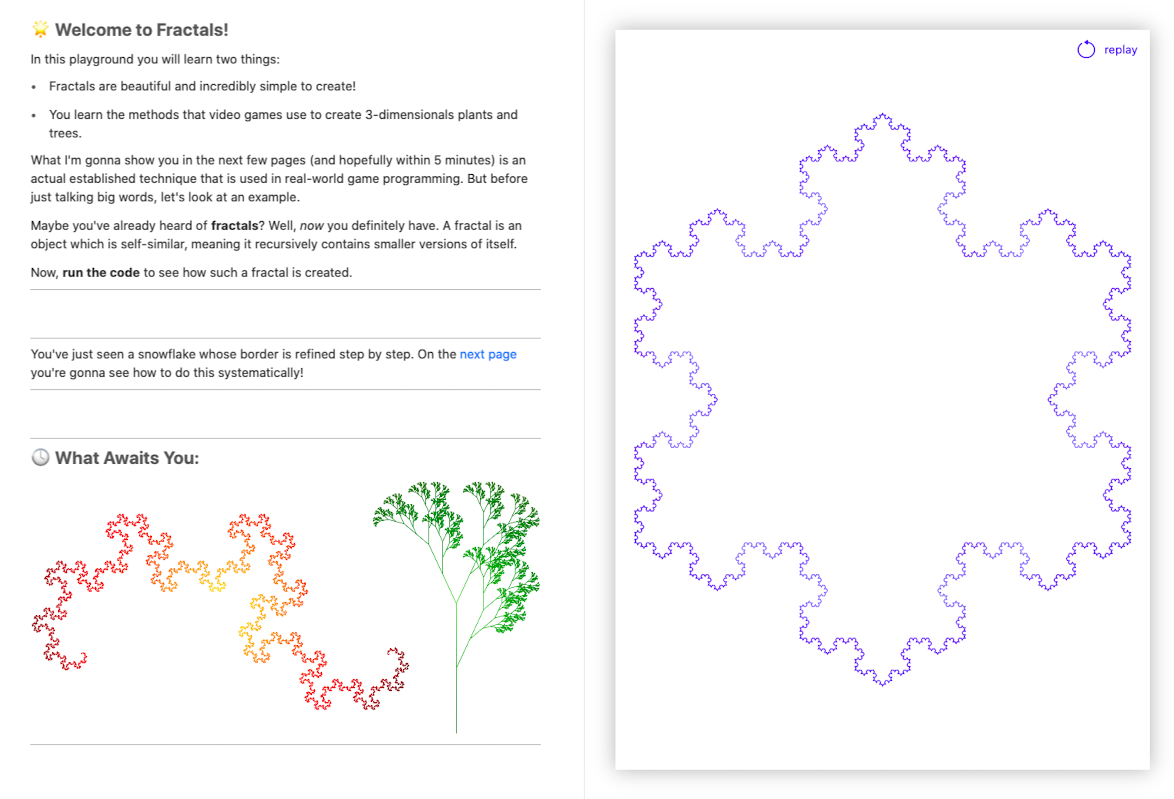 🌟 Welcome to Fractals!
In this playground you will learn two things:
• Fractals are beautiful and incredibly simple to create!
• You learn the methods that video games use to create 3-dimensionals plants and
trees.
What I'm gonna show you in the next few pages (and hopefully within 5 minutes) is an
actual established technique that is used in real-world game programming. But before
just talking big words, let's look at an example.
Maybe you've already heard of fractals? Well, now you definitely have. A fractal is an
object which is self-similar, meaning it recursively contains smaller versions of itself.
Now, run the code to see how such a fractal is created.
You've just seen a snowflake whose border is refined step by step. On the next page
you're gonna see how to do this systematically!
🕓 What Awaits You:
replay